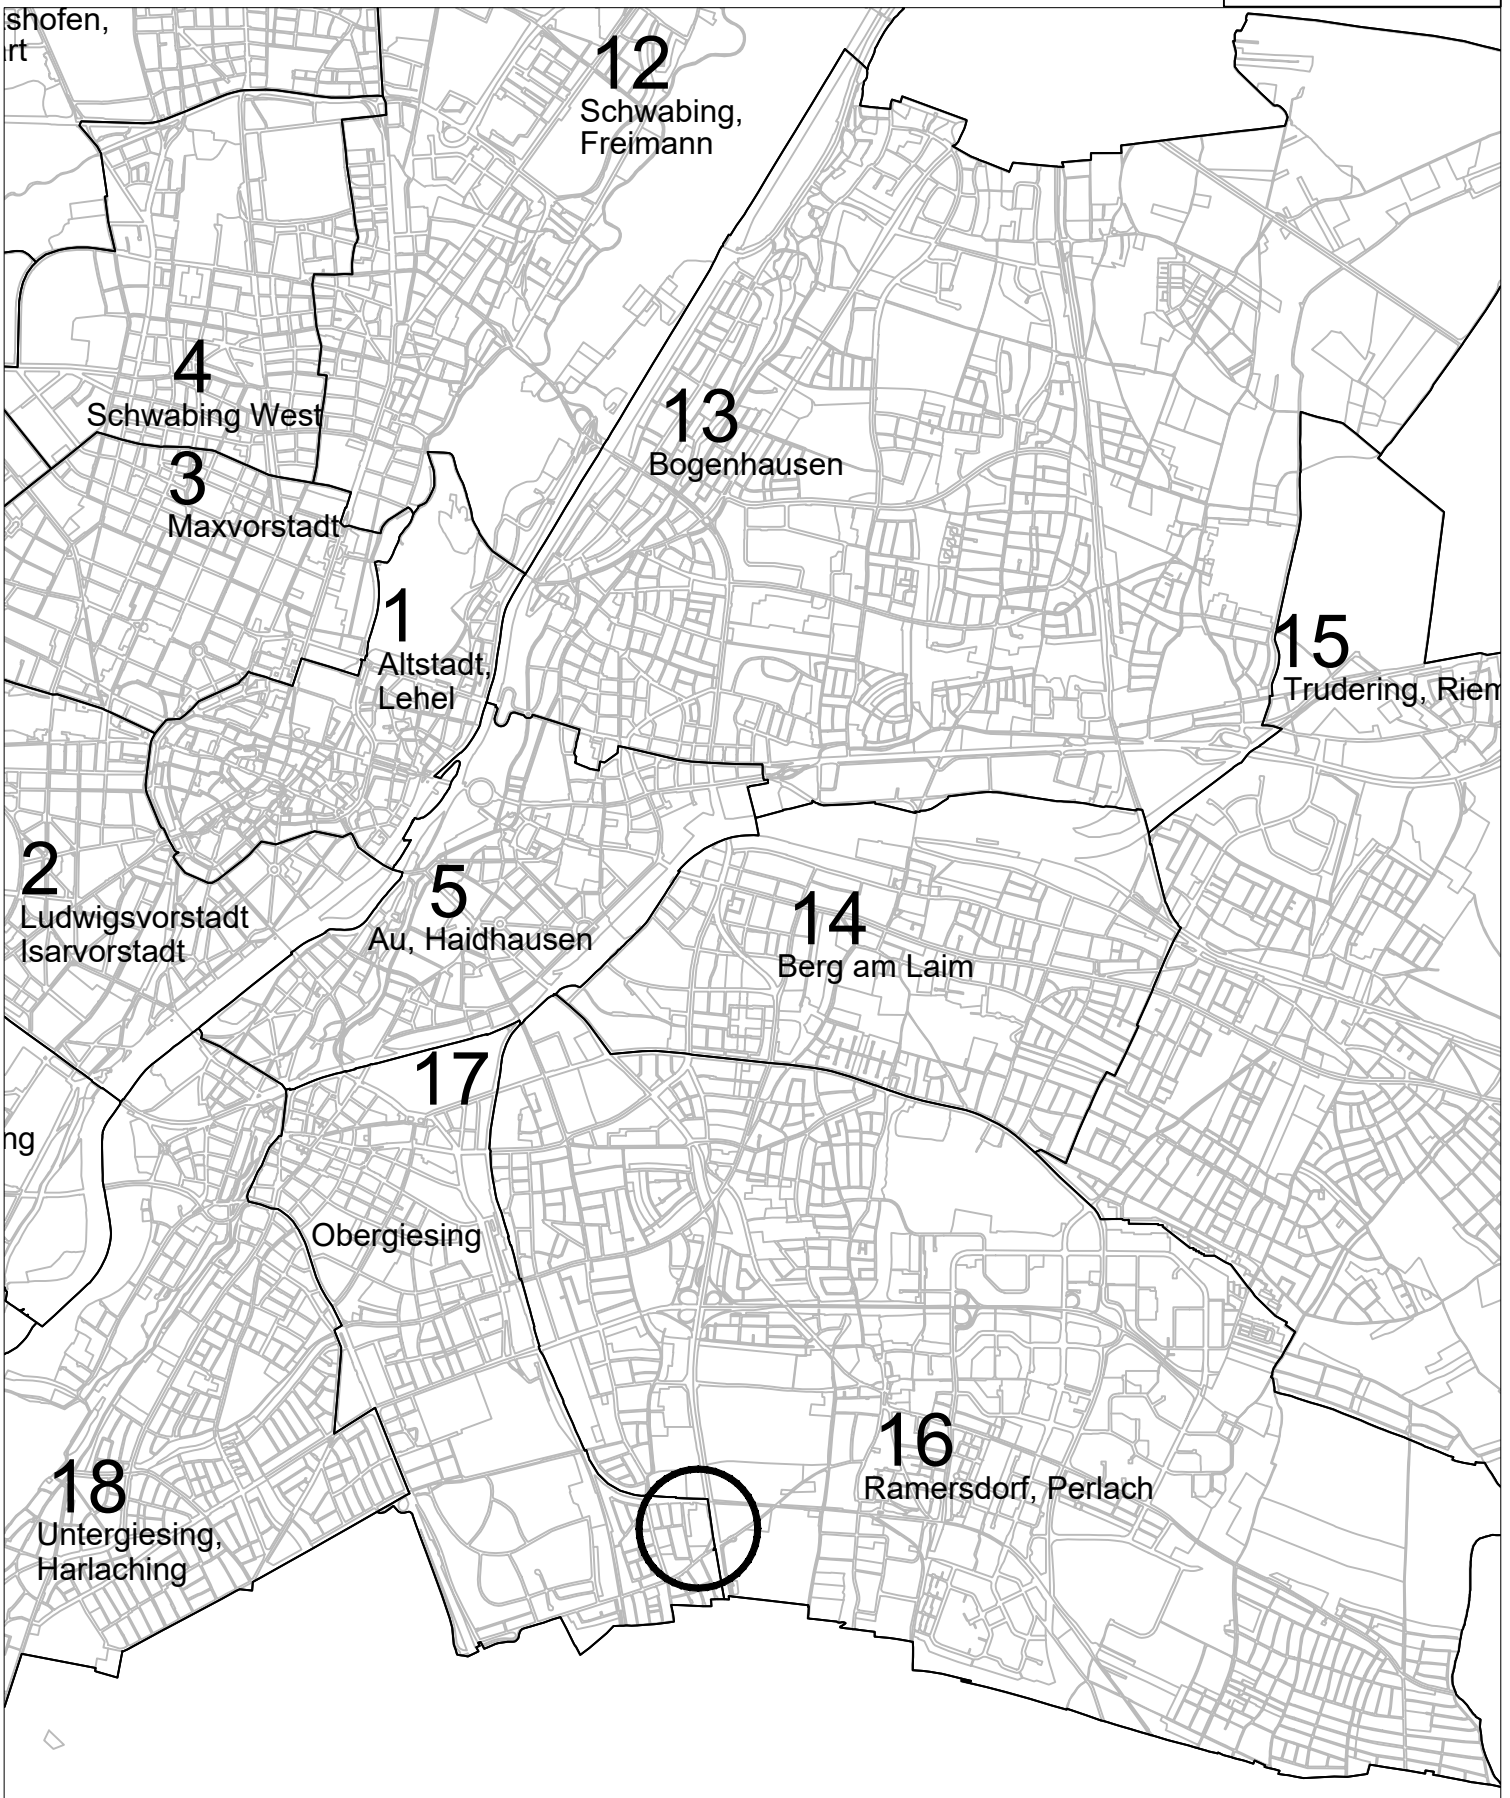 shofen,
rt
12
Schwabing,
Freimann
4
Schwabing West
13
Bogenhausen
3
Maxvorstadt
1
Altstadt,
Lehel
15
Trudering, Riem
2
Ludwigsvorstadt
Isarvorstadt
5
Au, Haidhausen
14
Berg am Laim
17
ng
Obergiesing
16
Ramersdorf, Perlach
18
Untergiesing,
Harlaching